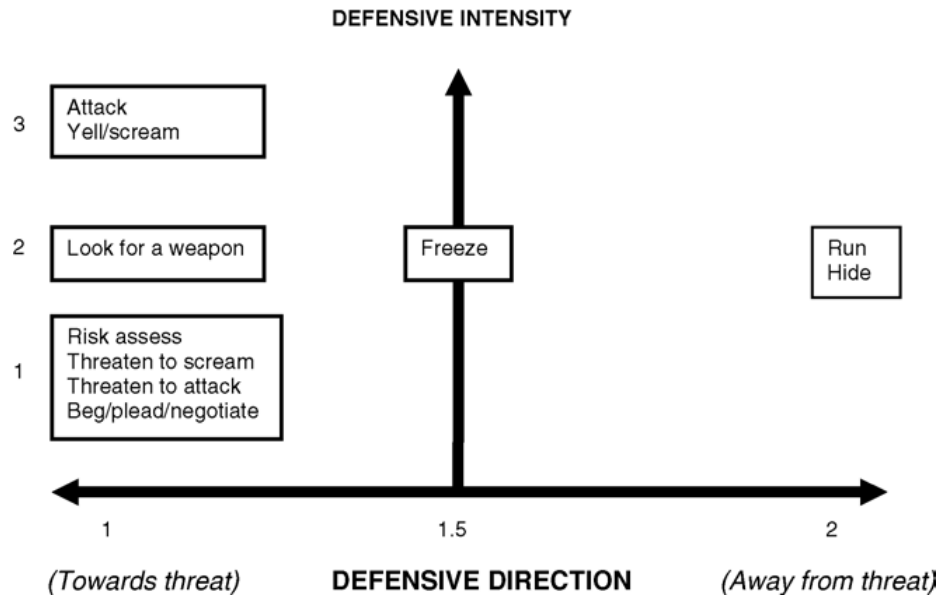 DEFENSIVE INTENSITY
3
Attack
Yell/scream
2
Look for a weapon
Freeze
Run
Hide
1
Risk assess
Threaten to scream
Threaten to attack
Beg/plead/negotiate
1
1.5
2
(Towards threat)
DEFENSIVE DIRECTION
(Away from threat)